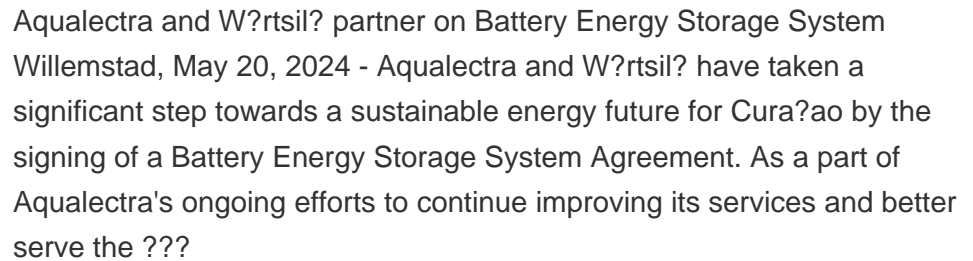 Aqualectra and W?rtsil? partner on Battery Energy Storage System
Willemstad, May 20, 2024 - Aqualectra and W?rtsil? have taken a
significant step towards a sustainable energy future for Cura?ao by the
signing of a Battery Energy Storage System Agreement. As a part of
Aqualectra's ongoing efforts to continue improving its services and better
serve the ???